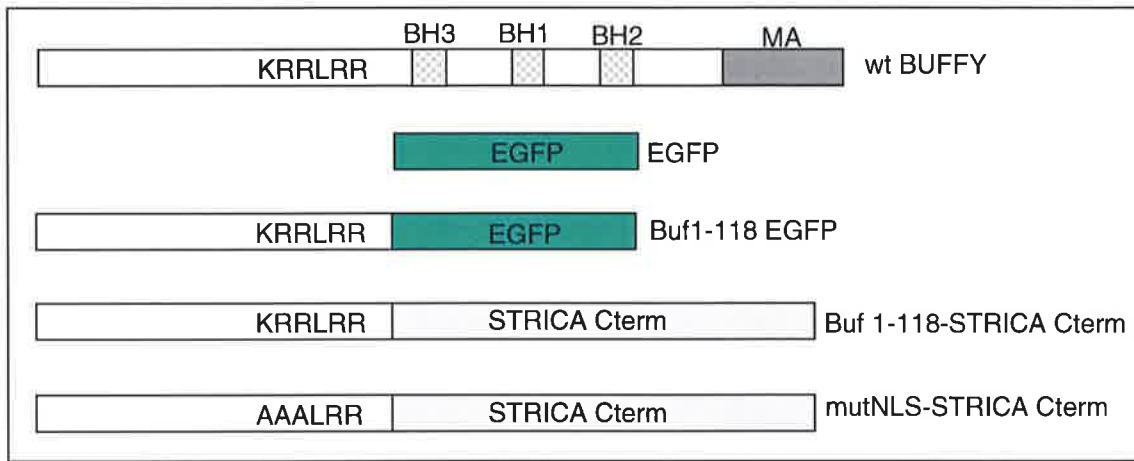 BH3 BH1 BH2 MA
KRRLRR wt BUFFY
EGFP EGFP
KRRLRR EGFP Buf1-118 EGFP
KRRLRR STRICA Cterm Buf 1-118-STRICA Cterm
AAALRR STRICA Cterm mutNLS-STRICA Cterm